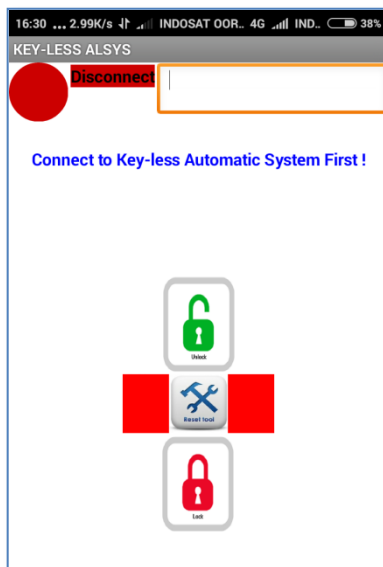 16:30 ... 2.99K/s INDOSAT OOR.. 4G IND.. 38%
KEY-LESS ALSYS
Disconnect
Connect to Key-less Automatic System First !
Unlock
Reset tool
Lock